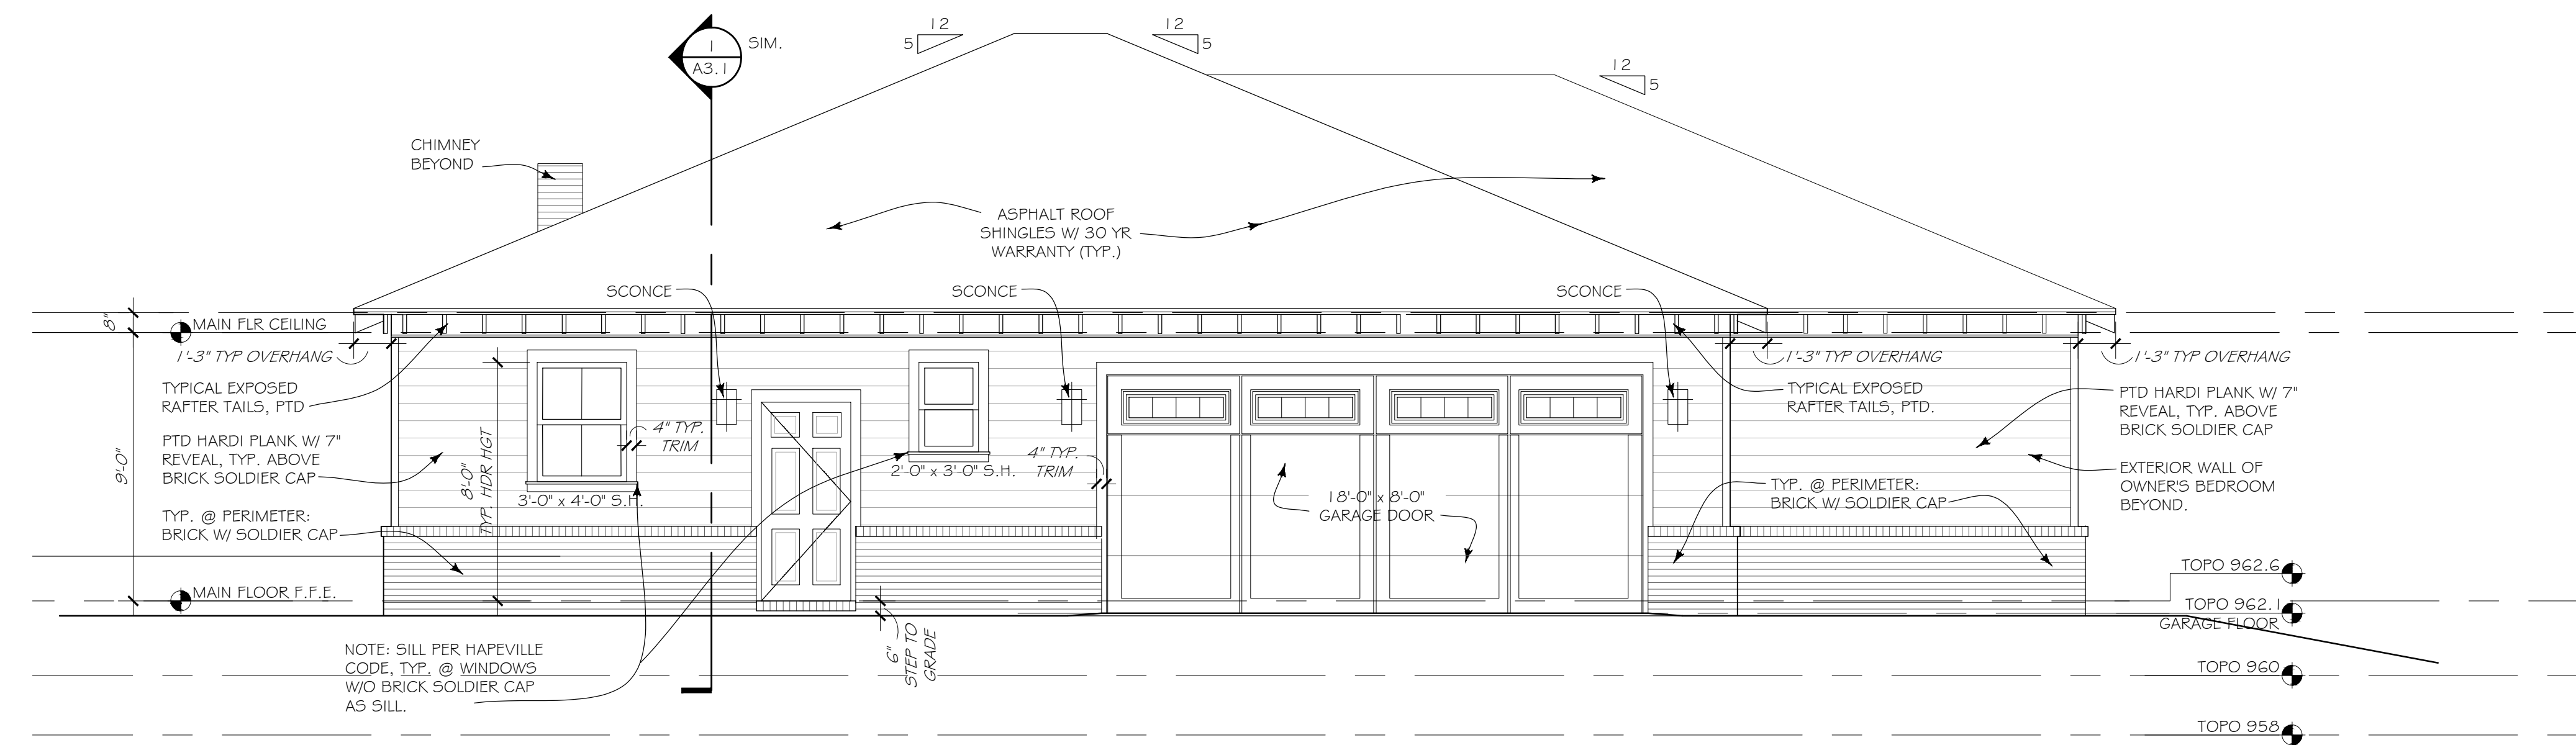 12
5
12
5
12
5
1
A3.1
SIM.
CHIMNEY
BEYOND
ASPHALT ROOF
SHINGLES W/ 30 YR
WARRANTY (TYP.)
SCONCE
SCONCE
SCONCE
8"
MAIN FLR CEILING
1'-3" TYP OVERHANG
1'-3" TYP OVERHANG
1'-3" TYP OVERHANG
TYPICAL EXPOSED
RAFTER TAILS, PTD
PTD HARDI PLANK W/ 7"
REVEAL, TYP. ABOVE
BRICK SOLDIER CAP
TYP. @ PERIMETER:
BRICK W/ SOLDIER CAP
9'-0"
8'-0"
TYP. HDR HGT
4" TYP.
TRIM
3'-0" x 4'-0" S.H.
2'-0" x 3'-0" S.H.
4" TYP.
TRIM
18'-0" x 8'-0"
GARAGE DOOR
TYPICAL EXPOSED
RAFTER TAILS, PTD.
TYP. @ PERIMETER:
BRICK W/ SOLDIER CAP
PTD HARDI PLANK W/ 7"
REVEAL, TYP. ABOVE
BRICK SOLDIER CAP
EXTERIOR WALL OF
OWNER'S BEDROOM
BEYOND.
MAIN FLOOR F.F.E.
NOTE: SILL PER HAPEVILLE
CODE, TYP. @ WINDOWS
W/O BRICK SOLDIER CAP
AS SILL.
6"
STEP TO
GRADE
TOPO 962.6
TOPO 962.1
GARAGE FLOOR
TOPO 960
TOPO 958